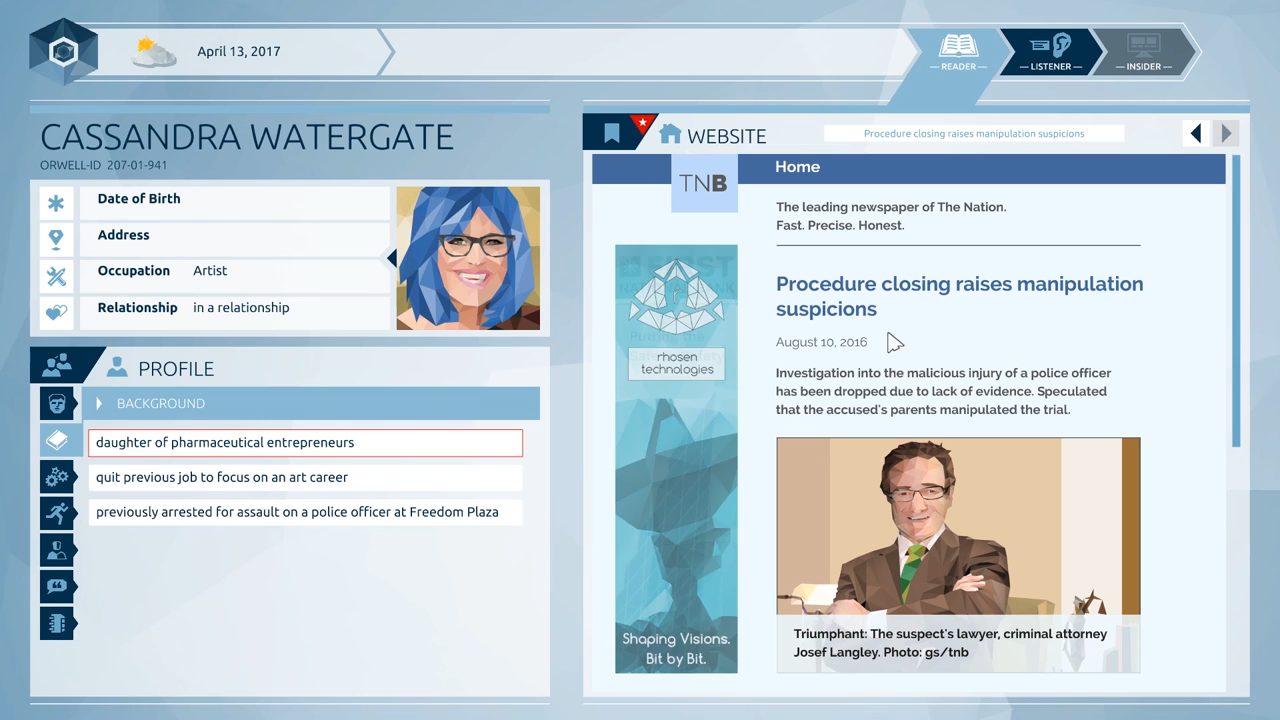 April 13, 2017
— READER —
— LISTENER —
— INSIDER —
CASSANDRA WATERGATE
ORWELL-ID 207-01-941
Date of Birth
Address
Occupation Artist
Relationship in a relationship
PROFILE
BACKGROUND
daughter of pharmaceutical entrepreneurs
quit previous job to focus on an art career
previously arrested for assault on a police officer at Freedom Plaza
WEBSITE
Procedure closing raises manipulation suspicions
TNB
Home
The leading newspaper of The Nation.
Fast. Precise. Honest.
Procedure closing raises manipulation
suspicions
August 10, 2016
Investigation into the malicious injury of a police officer
has been dropped due to lack of evidence. Speculated
that the accused's parents manipulated the trial.
Triumphant: The suspect's lawyer, criminal attorney
Josef Langley. Photo: gs/tnb
rhosen
technologies
Shaping Visions.
Bit by Bit.